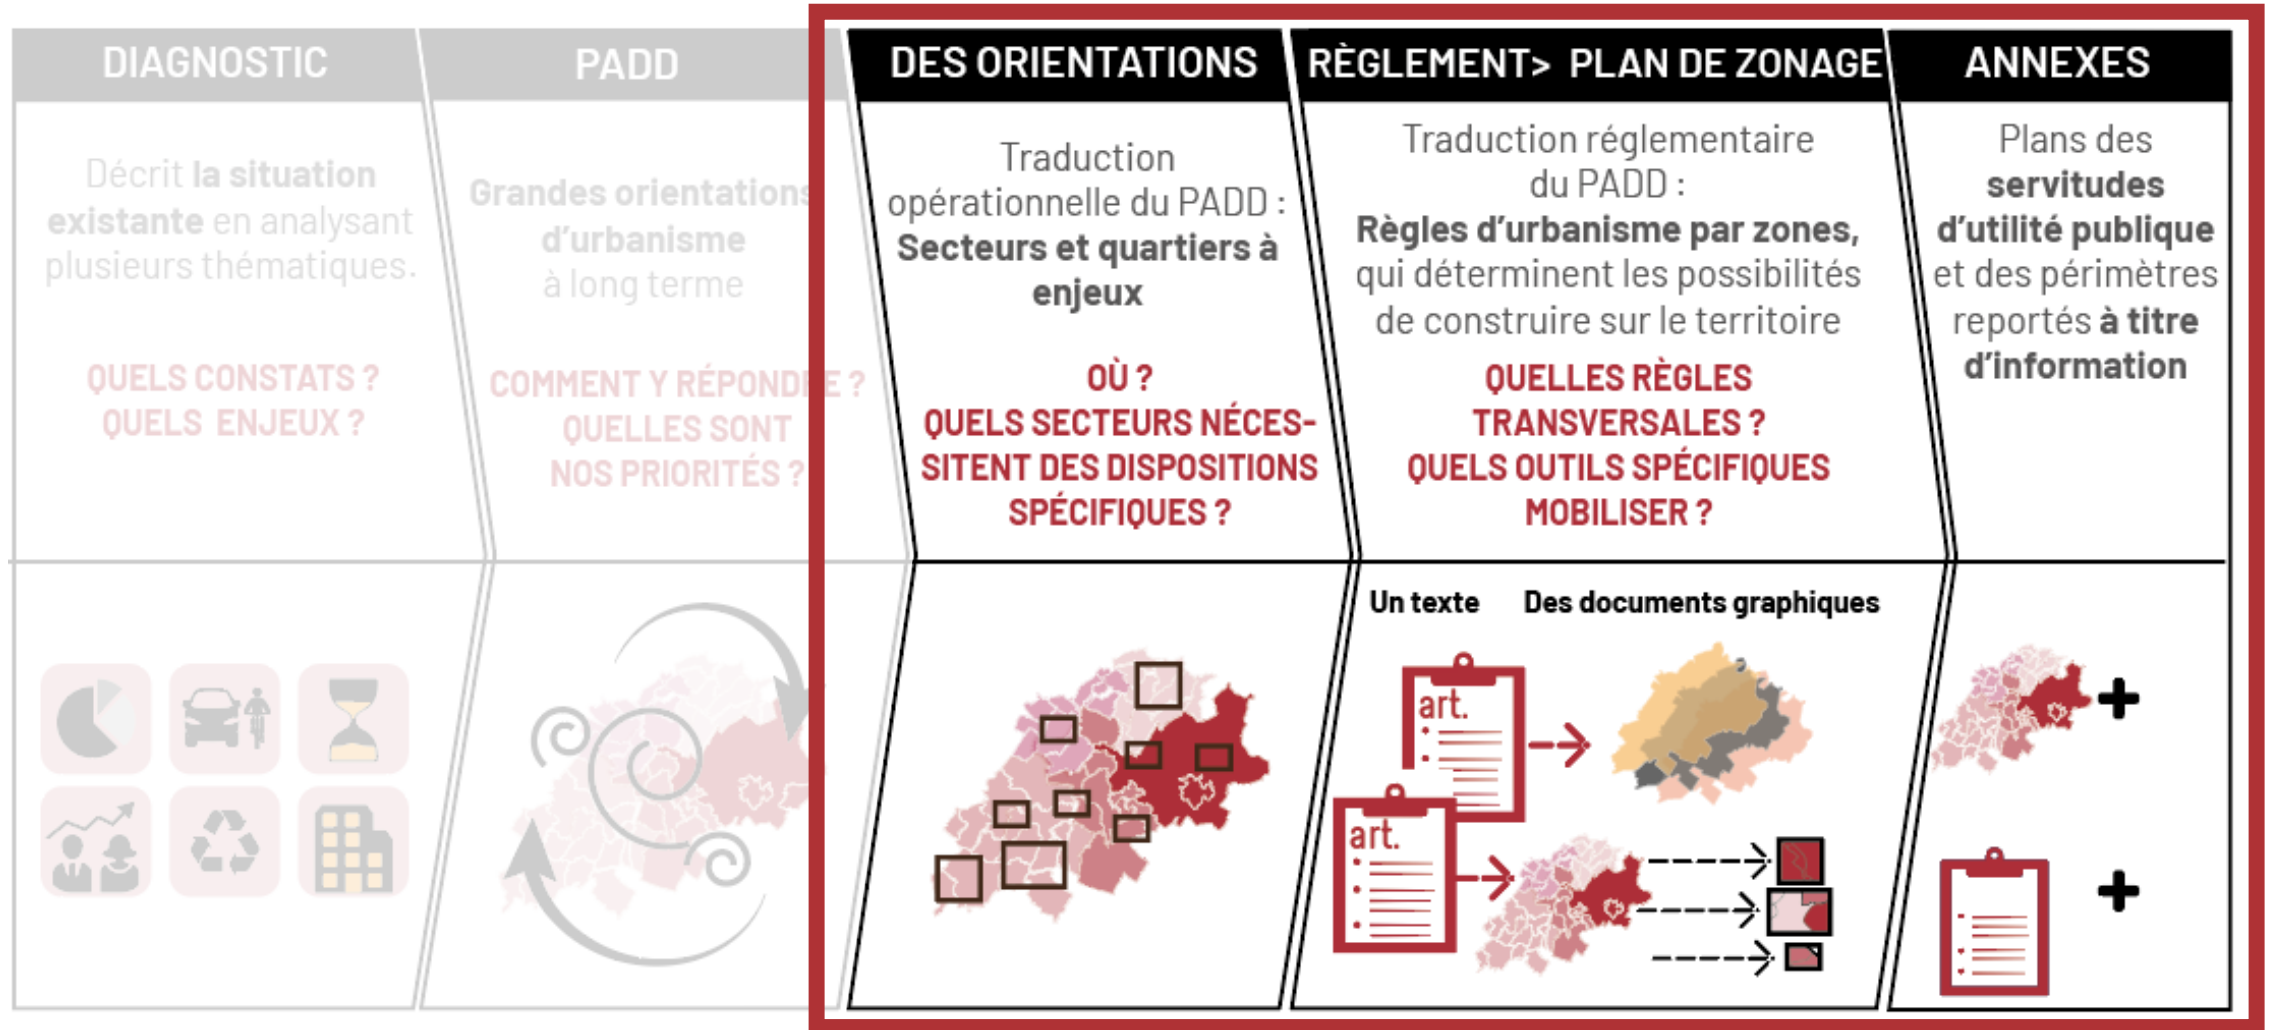 DIAGNOSTIC
Décrit la situation
existante en analysant
plusieurs thématiques.
QUELS CONSTATS ?
QUELS ENJEUX ?
PADD
Grandes orientations
d'urbanisme
à long terme
COMMENT Y RÉPONDRE ?
QUELLES SONT
NOS PRIORITÉS ?
DES ORIENTATIONS
Traduction
opérationnelle du PADD :
Secteurs et quartiers à
enjeux
OÙ ?
QUELS SECTEURS NÉCES-
SITENT DES DISPOSITIONS
SPÉCIFIQUES ?
RÈGLEMENT> PLAN DE ZONAGE
Traduction réglementaire
du PADD :
Règles d'urbanisme par zones,
qui déterminent les possibilités
de construire sur le territoire
QUELLES RÈGLES
TRANSVERSALES ?
QUELS OUTILS SPÉCIFIQUES
MOBILISER ?
Un texte
Des documents graphiques
art.
art.
ANNEXES
Plans des
servitudes
d'utilité publique
et des périmètres
reportés à titre
d'information